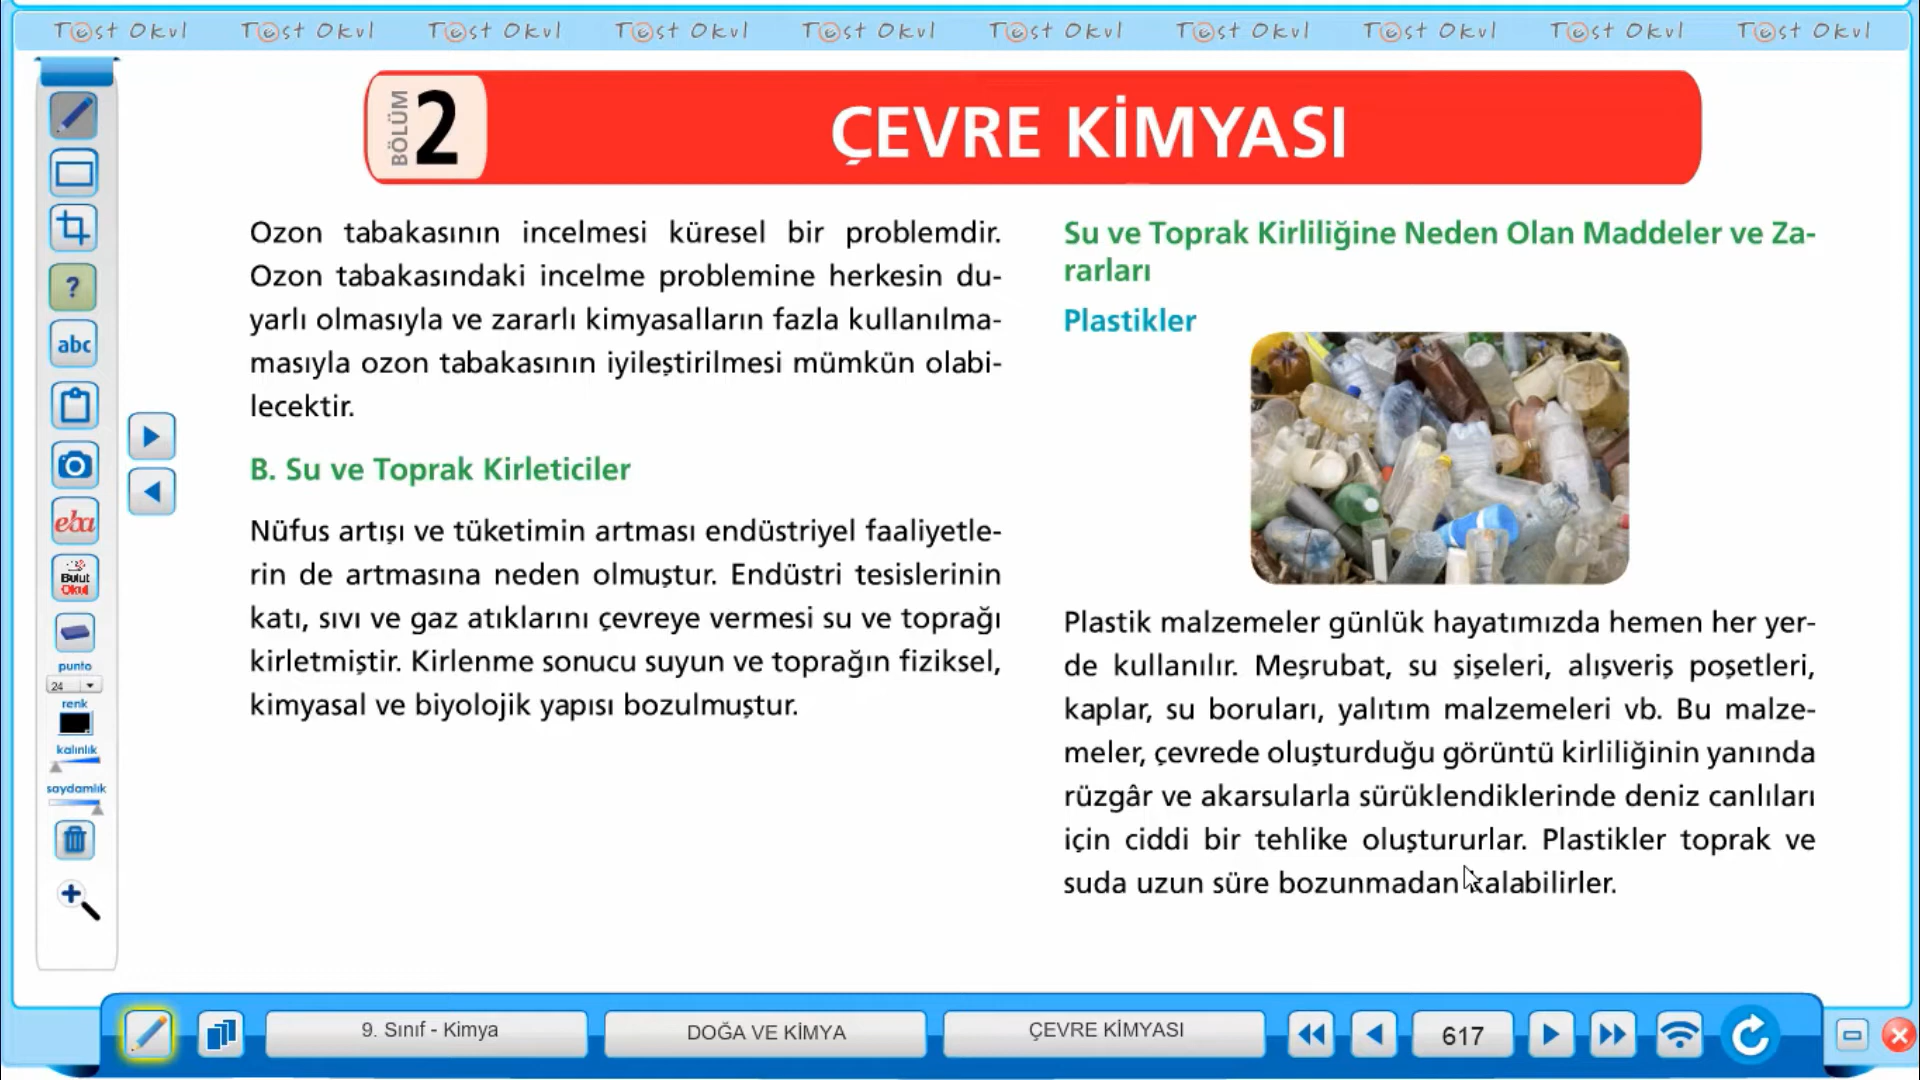 Test Okul Test Okul Test Okul Test Okul Test Okul Test Okul Test Okul Test Okul Test Okul Test Okul
BÖLÜM
2
ÇEVRE KİMYASI
Ozon tabakasının incelmesi küresel bir problemdir.
Ozon tabakasındaki incelme problemine herkesin du-
yarlı olmasıyla ve zararlı kimyasalların fazla kullanılma-
masıyla ozon tabakasının iyileştirilmesi mümkün olabi-
lecektir.
B. Su ve Toprak Kirleticiler
Nüfus artışı ve tüketimin artması endüstriyel faaliyetle-
rin de artmasına neden olmuştur. Endüstri tesislerinin
katı, sıvı ve gaz atıklarını çevreye vermesi su ve toprağı
kirletmiştir. Kirlenme sonucu suyun ve toprağın fiziksel,
kimyasal ve biyolojik yapısı bozulmuştur.
Su ve Toprak Kirliliğine Neden Olan Maddeler ve Za-
rarları
Plastikler
Plastik malzemeler günlük hayatımızda hemen her yer-
de kullanılır. Meşrubat, su şişeleri, alışveriş poşetleri,
kaplar, su boruları, yalıtım malzemeleri vb. Bu malze-
meler, çevrede oluşturduğu görüntü kirliliğinin yanında
rüzgâr ve akarsularla sürüklendiklerinde deniz canlıları
için ciddi bir tehlike oluştururlar. Plastikler toprak ve
suda uzun süre bozunmadan kalabilirler.
?
abc
eba
Bulut
Okul
punto
24
renk
kalınlık
saydamlık
9. Sınıf - Kimya
DOĞA VE KİMYA
ÇEVRE KİMYASI
617